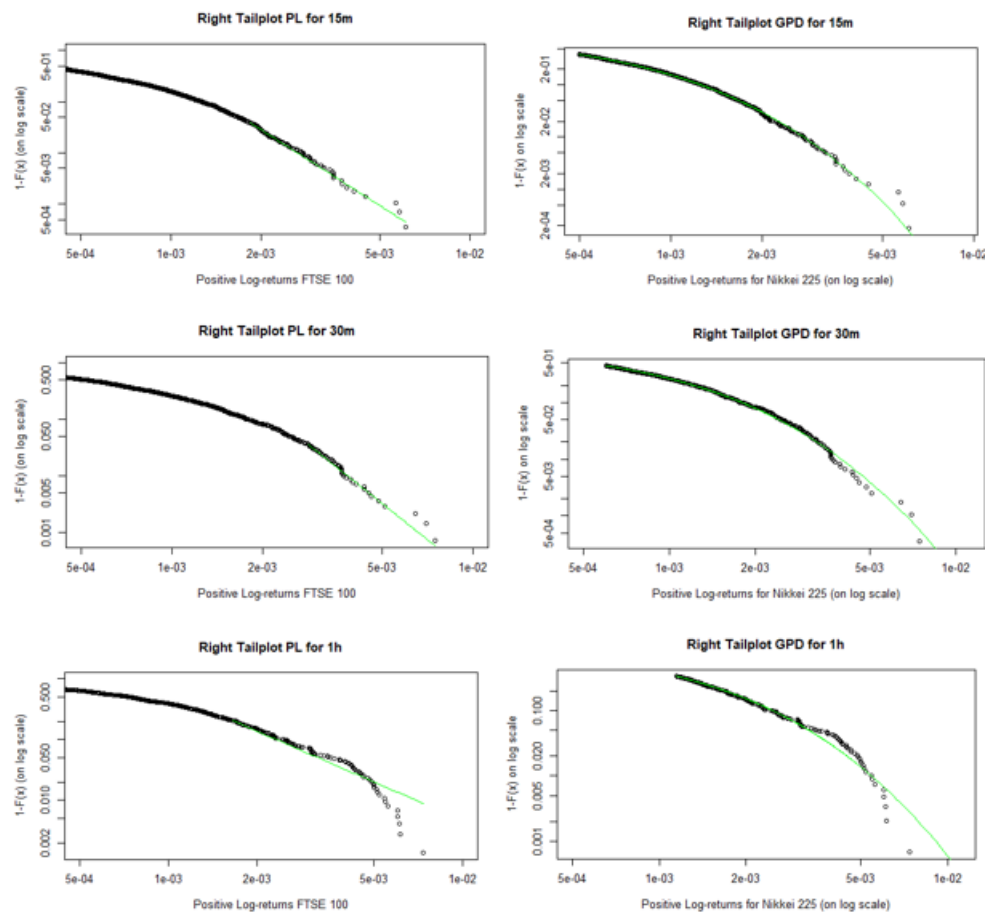 Right Tailplot PL for 15m
1-F(x) (on log scale)
5e-01
5e-02
5e-03
5e-04
5e-04 1e-03 2e-03 5e-03 1e-02
Positive Log-returns FTSE 100
Right Tailplot GPD for 15m
1-F(x) on log scale)
2e-01
2e-02
2e-03
2e-04
5e-04 1e-03 2e-03 5e-03 1e-02
Positive Log-returns for Nikkei 225 (on log scale)
Right Tailplot PL for 30m
1-F(x) (on log scale)
0.500
0.050
0.005
0.001
5e-04 1e-03 2e-03 5e-03 1e-02
Positive Log-returns FTSE 100
Right Tailplot GPD for 30m
1-F(x) on log scale)
5e-01
5e-02
5e-03
5e-04
5e-04 1e-03 2e-03 5e-03 1e-02
Positive Log-returns for Nikkei 225 (on log scale)
Right Tailplot PL for 1h
1-F(x) (on log scale)
0.500
0.050
0.010
0.002
5e-04 1e-03 2e-03 5e-03 1e-02
Positive Log-returns FTSE 100
Right Tailplot GPD for 1h
1-F(x) on log scale)
0.100
0.020
0.005
0.001
5e-04 1e-03 2e-03 5e-03 1e-02
Positive Log-returns for Nikkei 225 (on log scale)